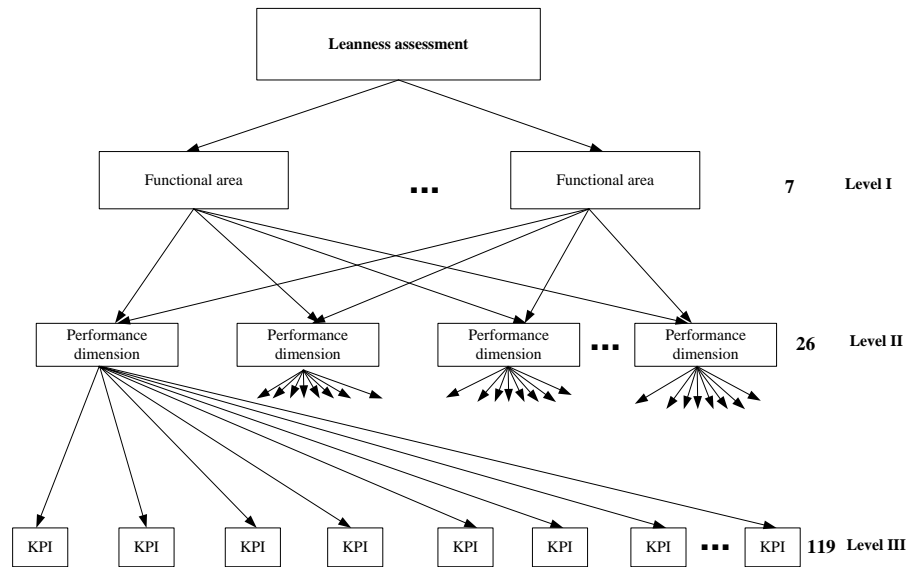 Leanness assessment
Functional area
...
Functional area
7
Level I
Performance
dimension
Performance
dimension
Performance
dimension
...
Performance
dimension
26
Level II
KPI
KPI
KPI
KPI
KPI
KPI
KPI
...
KPI
119
Level III